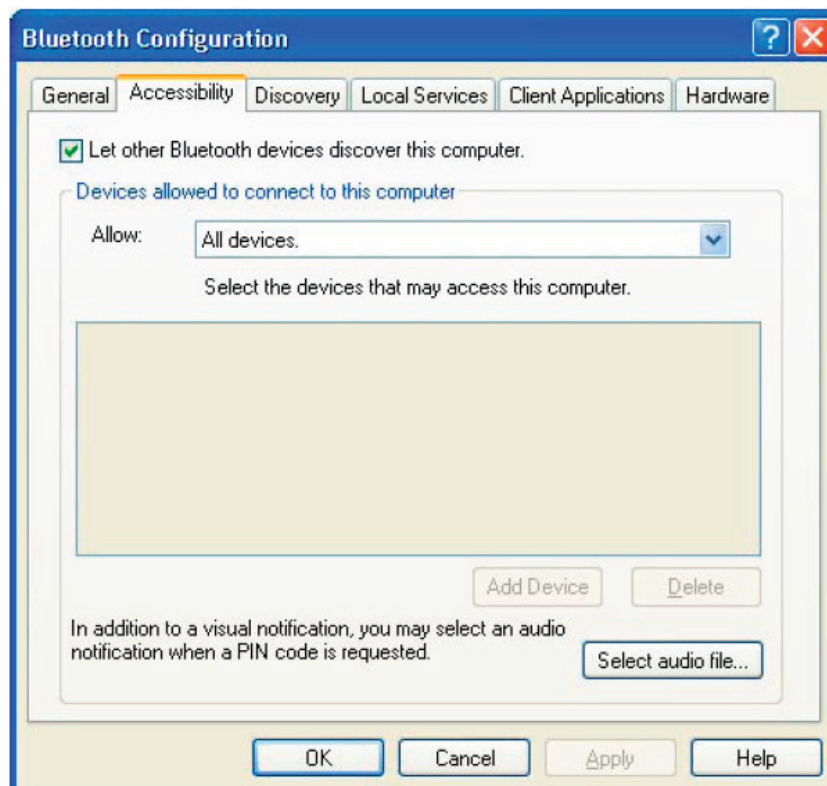 Bluetooth Configuration
General Accessibility Discovery Local Services Client Applications Hardware
Let other Bluetooth devices discover this computer.
Devices allowed to connect to this computer
Allow: All devices.
Select the devices that may access this computer.
Add Device Delete
In addition to a visual notification, you may select an audio
notification when a PIN code is requested.
Select audio file...
OK Cancel Apply Help